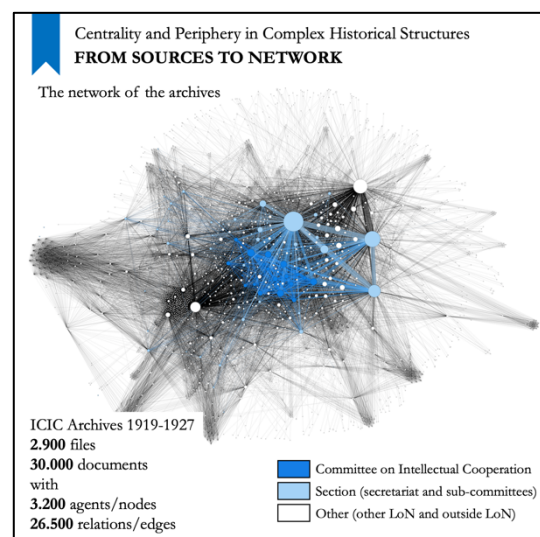 Centrality and Periphery in Complex Historical Structures
FROM SOURCES TO NETWORK
The network of the archives
ICIC Archives 1919-1927
2.900 files
30.000 documents
with
3.200 agents/nodes
26.500 relations/edges
Committee on Intellectual Cooperation
Section (secretariat and sub-committees)
Other (other LoN and outside LoN)